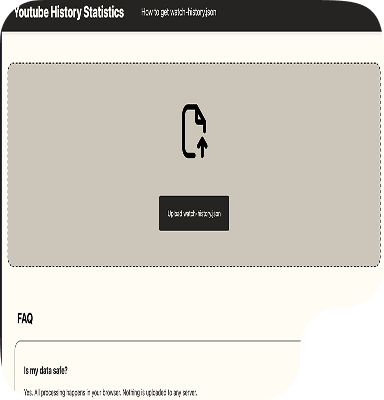 Youtube History Statistics
How to get watch-history.json
Upload watch-history.json
FAQ
Is my data safe?
Yes. All processing happens in your browser. Nothing is uploaded to any server.